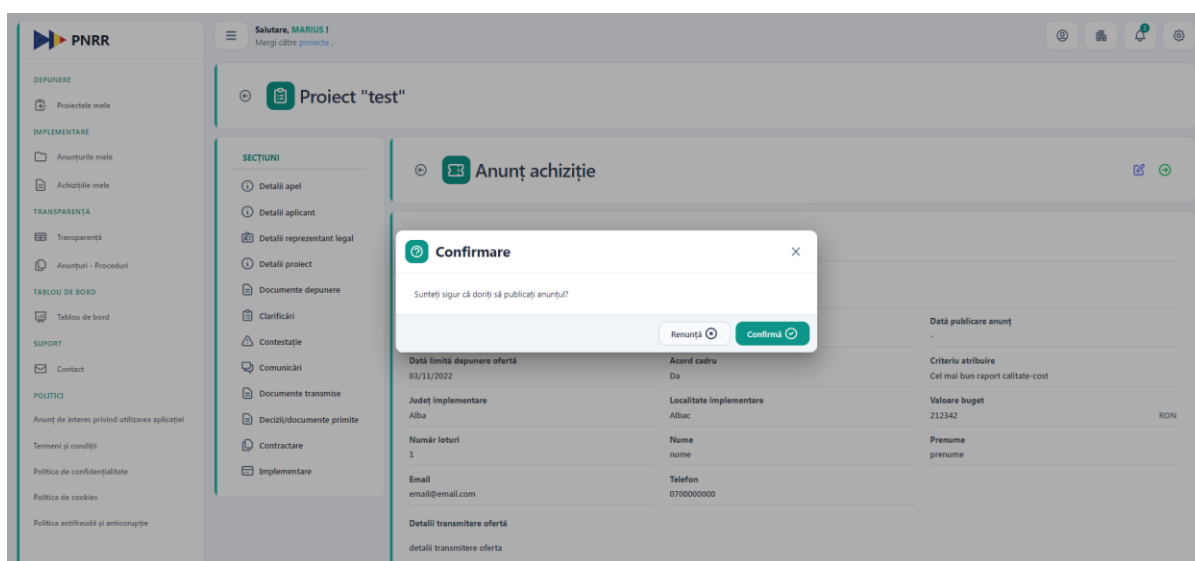 PNRR
Salutare, MARIUS !
Mergi către proiecte .
DEPUNERE
Proiectele mele
IMPLEMENTARE
Anunțurile mele
Achizițiile mele
TRANSPARENȚĂ
Transparență
Anunțuri - Proceduri
TABLOU DE BORD
Tablou de bord
SUPORT
Contact
POLITICI
Anunț de interes privind utilizarea aplicației
Termeni și condiții
Politica de confidențialitate
Politica de cookies
Politica antifraudă și anticorupție
Proiect "test"
SECȚIUNI
Detalii apel
Detalii aplicant
Detalii reprezentant legal
Detalii proiect
Documente depunere
Clarificări
Contestație
Comunicări
Documente transmise
Decizii/documente primite
Contractare
Implementare
Anunț achiziție
Confirmare
Sunteți sigur că doriți să publicați anunțul?
Renunță
Confirmă
Dată publicare anunț
-
Dată limită depunere ofertă Acord cadru Criteriu atribuire
03/11/2022 Da Cel mai bun raport calitate-cost
Județ implementare Localitate implementare Valoare buget
Alba Albac 212342 RON
Număr loturi Nume Prenume
1 nume prenume
Email Telefon
email@email.com 0700000000
Detalii transmitere ofertă
detalii transmitere oferta